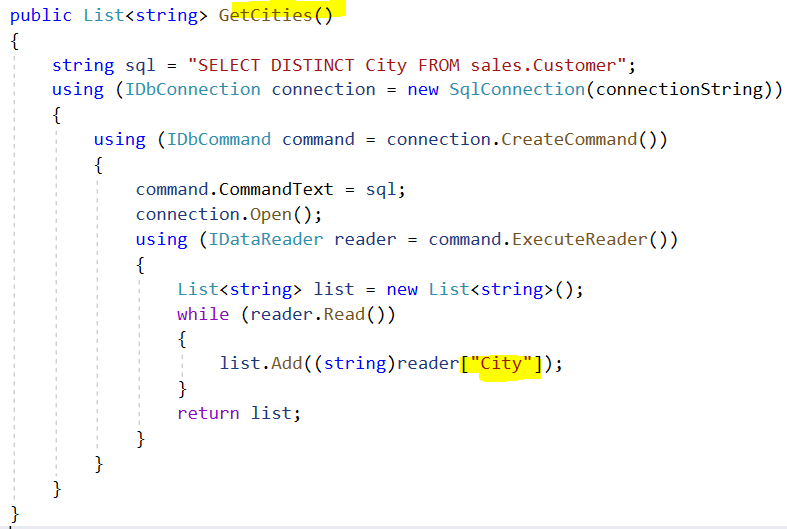 public List<string> GetCities()
{
string sql = "SELECT DISTINCT City FROM sales.Customer";
using (IDbConnection connection = new SqlConnection(connectionString))
{
using (IDbCommand command = connection.CreateCommand())
{
command.CommandText = sql;
connection.Open();
using (IDataReader reader = command.ExecuteReader())
{
List<string> list = new List<string>();
while (reader.Read())
{
list.Add((string)reader["City"]);
}
return list;
}
}
}
}